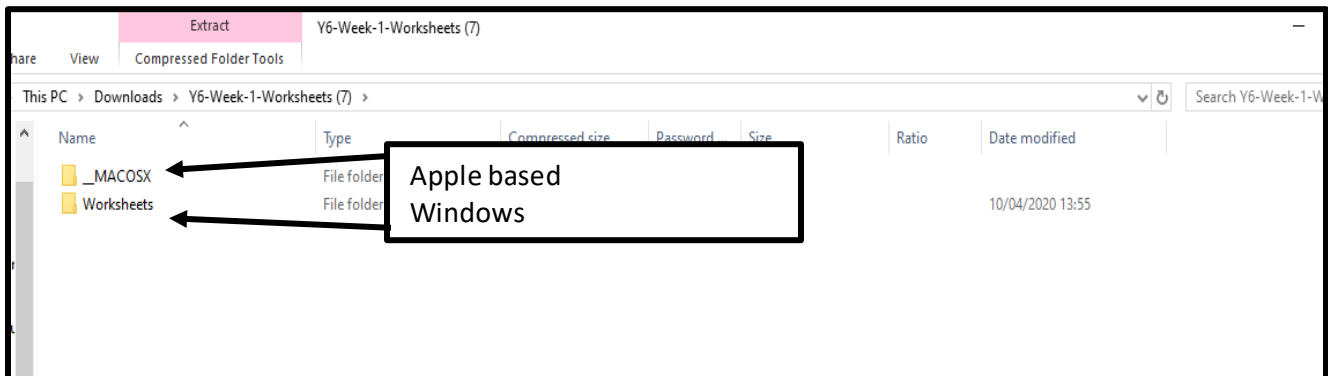 Extract Y6-Week-1-Worksheets (7)
hare View Compressed Folder Tools
This PC > Downloads > Y6-Week-1-Worksheets (7) >
Search Y6-Week-1-W
Name Type Compressed size Password ... Size Ratio Date modified
__MACOSX File folder
Worksheets File folder 10/04/2020 13:55
Apple based
Windows